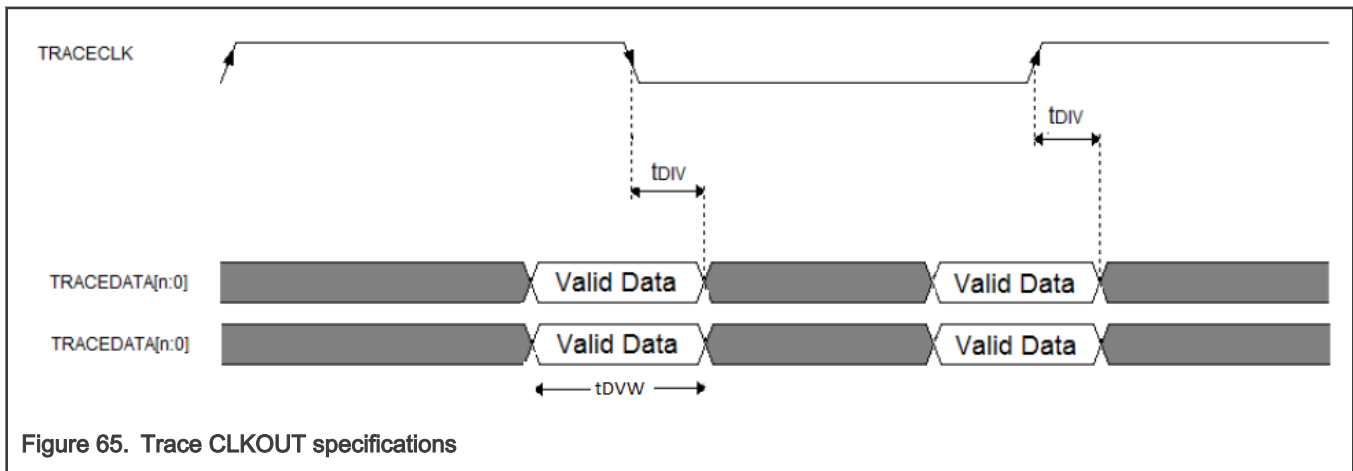 TRACECLK
tDIV
tDIV
TRACEDATA[n:0]
Valid Data
Valid Data
TRACEDATA[n:0]
Valid Data
Valid Data
tDVW
Figure 65. Trace CLKOUT specifications